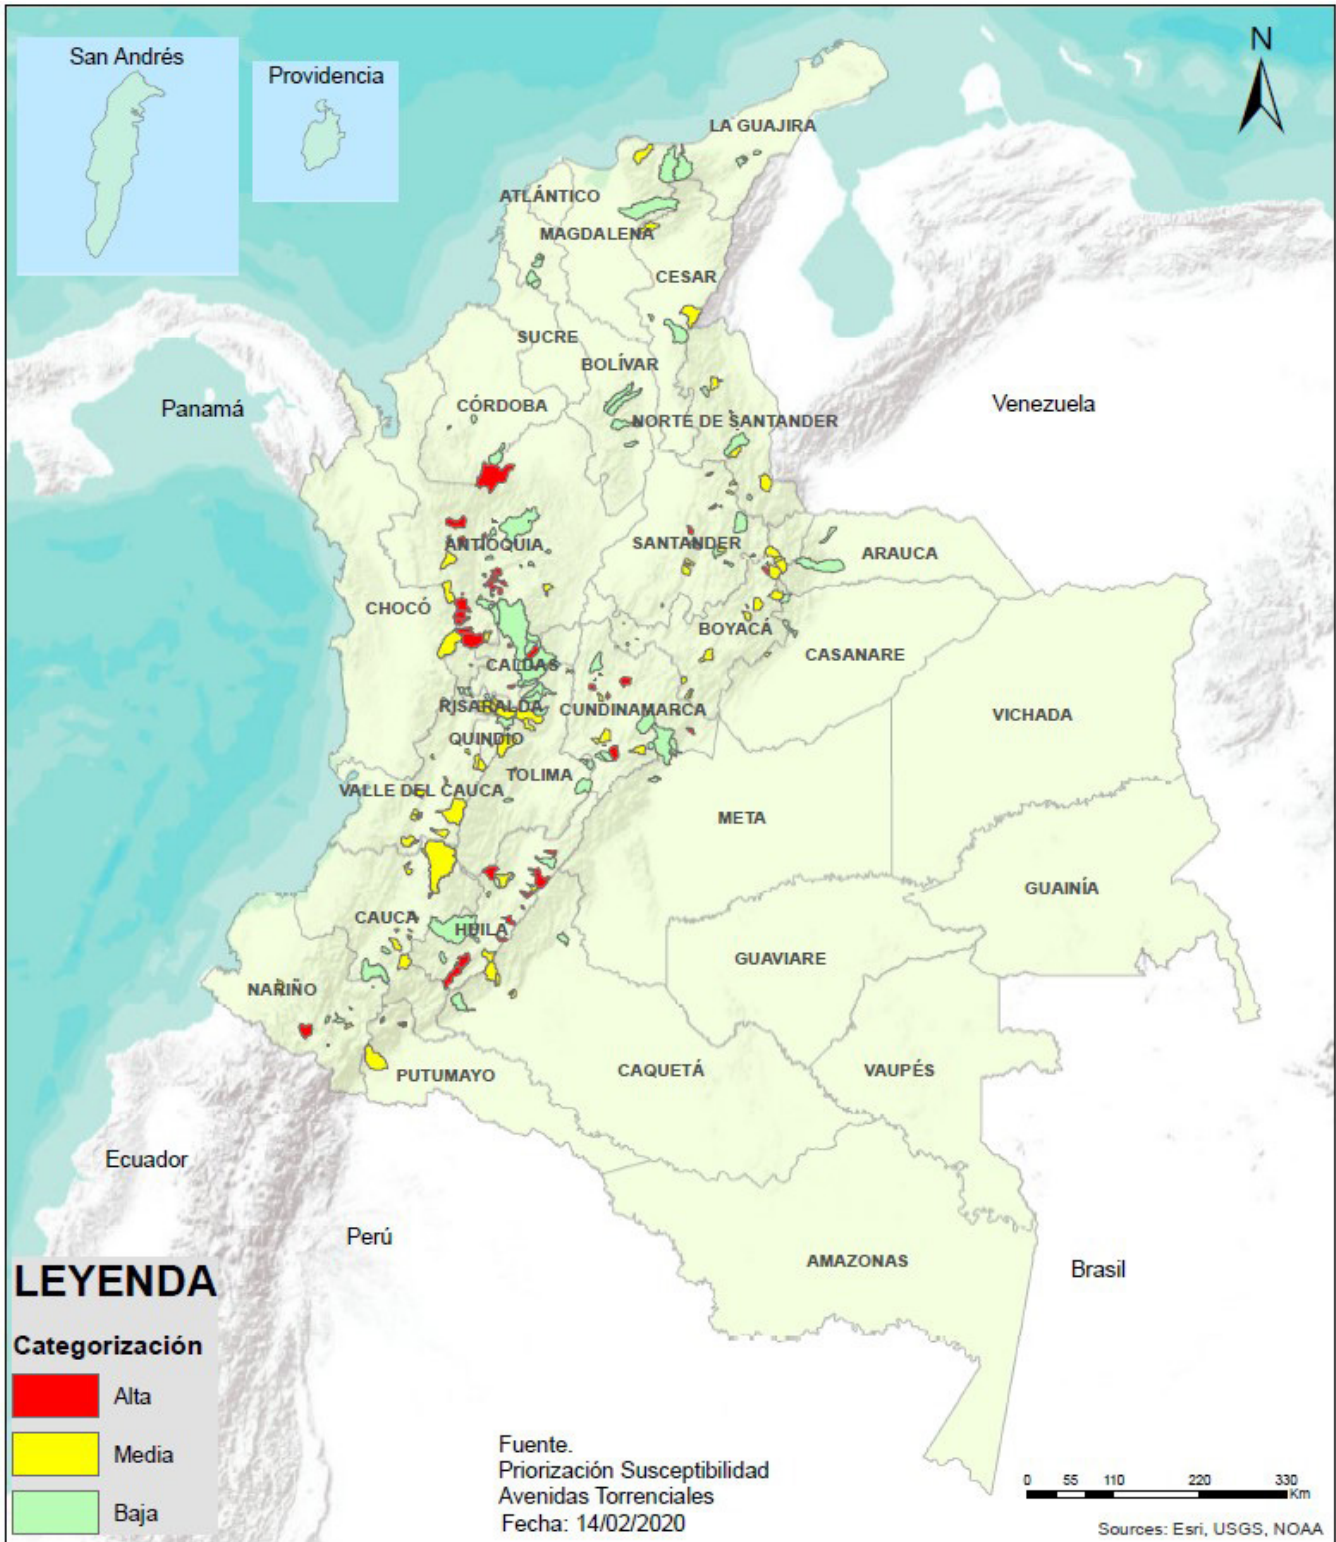 San Andrés
Providencia
N
LA GUAJIRA
ATLÁNTICO
MAGDALENA
CESAR
SUCRE
BOLÍVAR
Panamá
CÓRDOBA
Venezuela
NORTE DE SANTANDER
ANTIOQUIA
SANTANDER
ARAUCA
CHOCÓ
BOYACÁ
CASANARE
CALDAS
RISARALDA
CUNDINAMARCA
VICHADA
QUINDIO
TOLIMA
VALLE DEL CAUCA
META
GUAINÍA
CAUCA
HUILA
GUAVIARE
NARIÑO
PUTUMAYO
CAQUETÁ
VAUPÉS
Ecuador
Perú
AMAZONAS
Brasil
LEYENDA
Categorización
Alta
Media
Baja
Fuente.
Priorización Susceptibilidad
Avenidas Torrenciales
Fecha: 14/02/2020
0 55 110 220 330
Km
Sources: Esri, USGS, NOAA